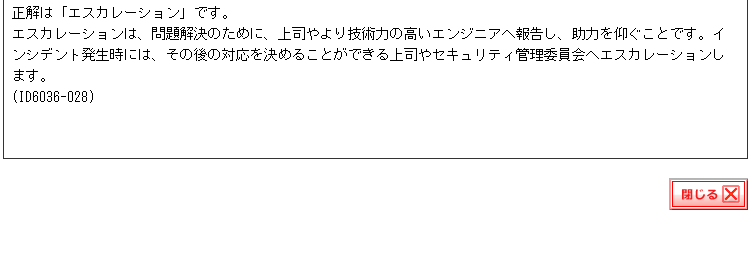 正解は「エスカレーション」です。
エスカレーションは、問題解決のために、上司やより技術力の高いエンジニアへ報告し、助力を仰ぐことです。イ
ンシデント発生時には、その後の対応を決めることができる上司やセキュリティ管理委員会へエスカレーションし
ます。
(ID6036-028)
閉じる